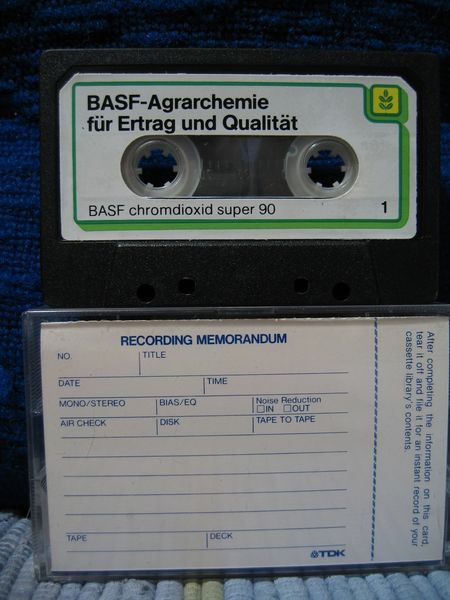 BASF-Agrarchemie
für Ertrag und Qualität
BASF chromdioxid super 90
1
RECORDING MEMORANDUM
NO. TITLE
DATE TIME
MONO/STEREO BIAS/EQ Noise Reduction
IN OUT
AIR CHECK DISK TAPE TO TAPE
TAPE DECK
TDK
After completing the information on this card,
tear it off and file it for an instant record of your
cassette library's contents.